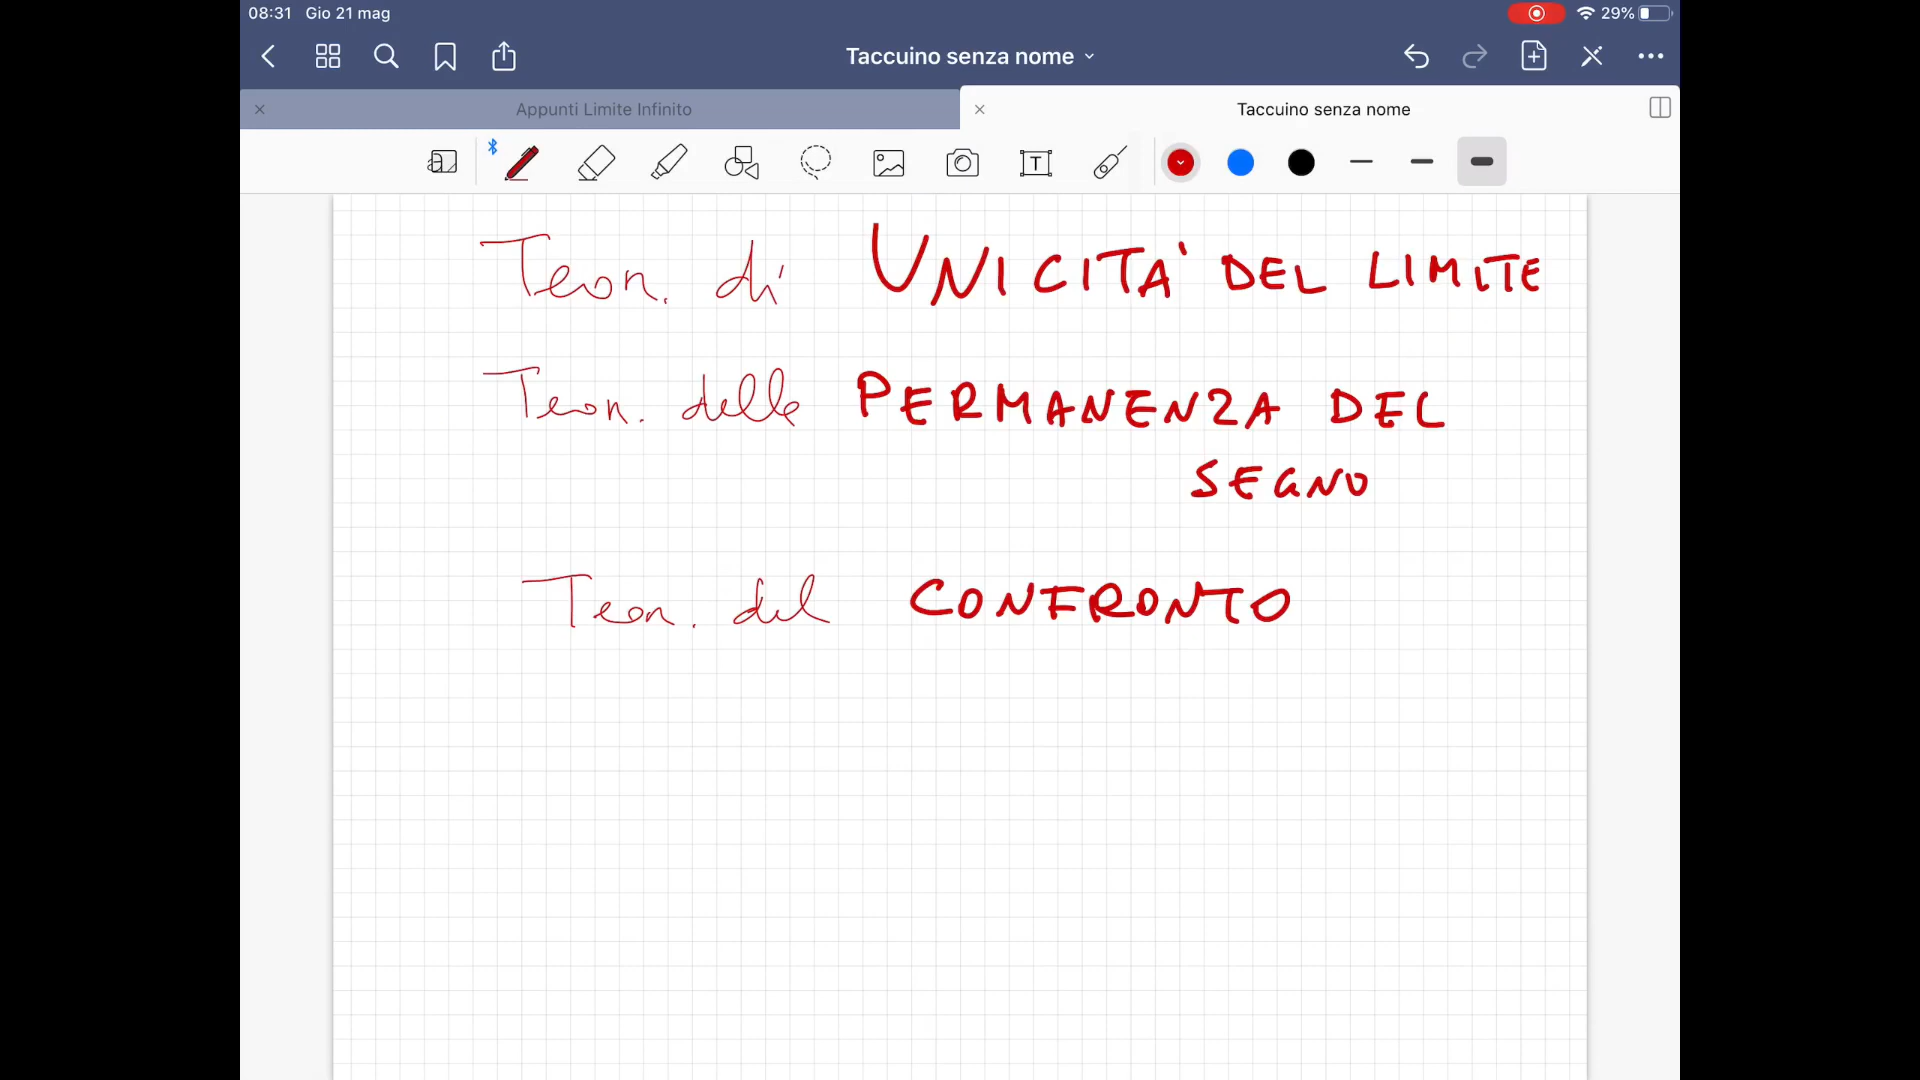 08:31 Gio 21 mag
29%
Taccuino senza nome
Appunti Limite Infinito
Taccuino senza nome
Teor. di UNICITÀ DEL LIMITE
Teor. della PERMANENZA DEL
SEGNO
Teor. del CONFRONTO